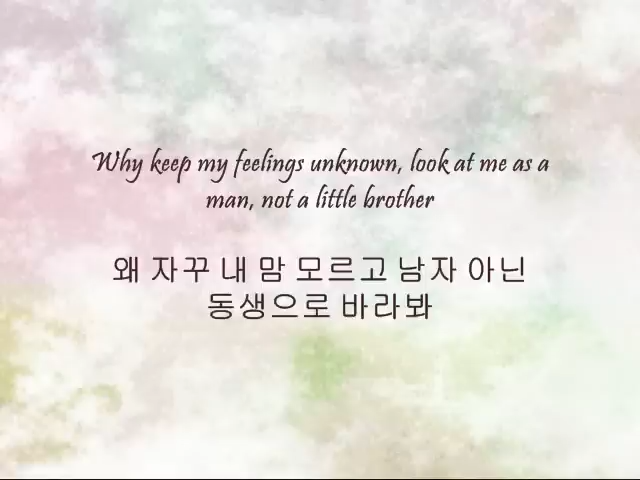 Why keep my feelings unknown, look at me as a
man, not a little brother
왜 자꾸 내 맘 모르고 남자 아닌
동생으로 바라봐